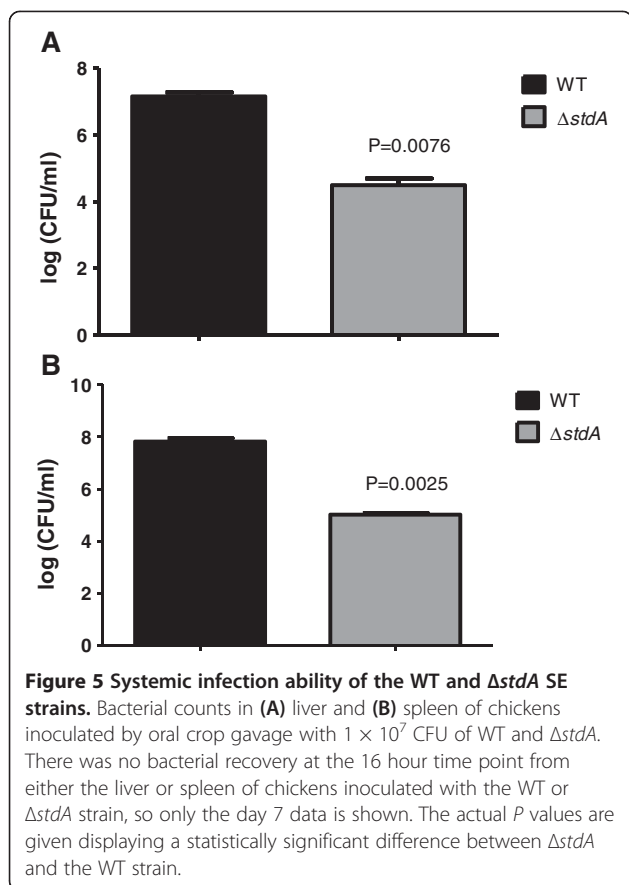 A
8
6
4
2
0
log (CFU/ml)
P=0.0076
WT
ΔstdA
B
10
8
6
4
2
0
log (CFU/ml)
P=0.0025
WT
ΔstdA
Figure 5 Systemic infection ability of the WT and ΔstdA SE
strains. Bacterial counts in (A) liver and (B) spleen of chickens
inoculated by oral crop gavage with 1 × 10⁷ CFU of WT and ΔstdA.
There was no bacterial recovery at the 16 hour time point from
either the liver or spleen of chickens inoculated with the WT or
ΔstdA strain, so only the day 7 data is shown. The actual P values are
given displaying a statistically significant difference between ΔstdA
and the WT strain.